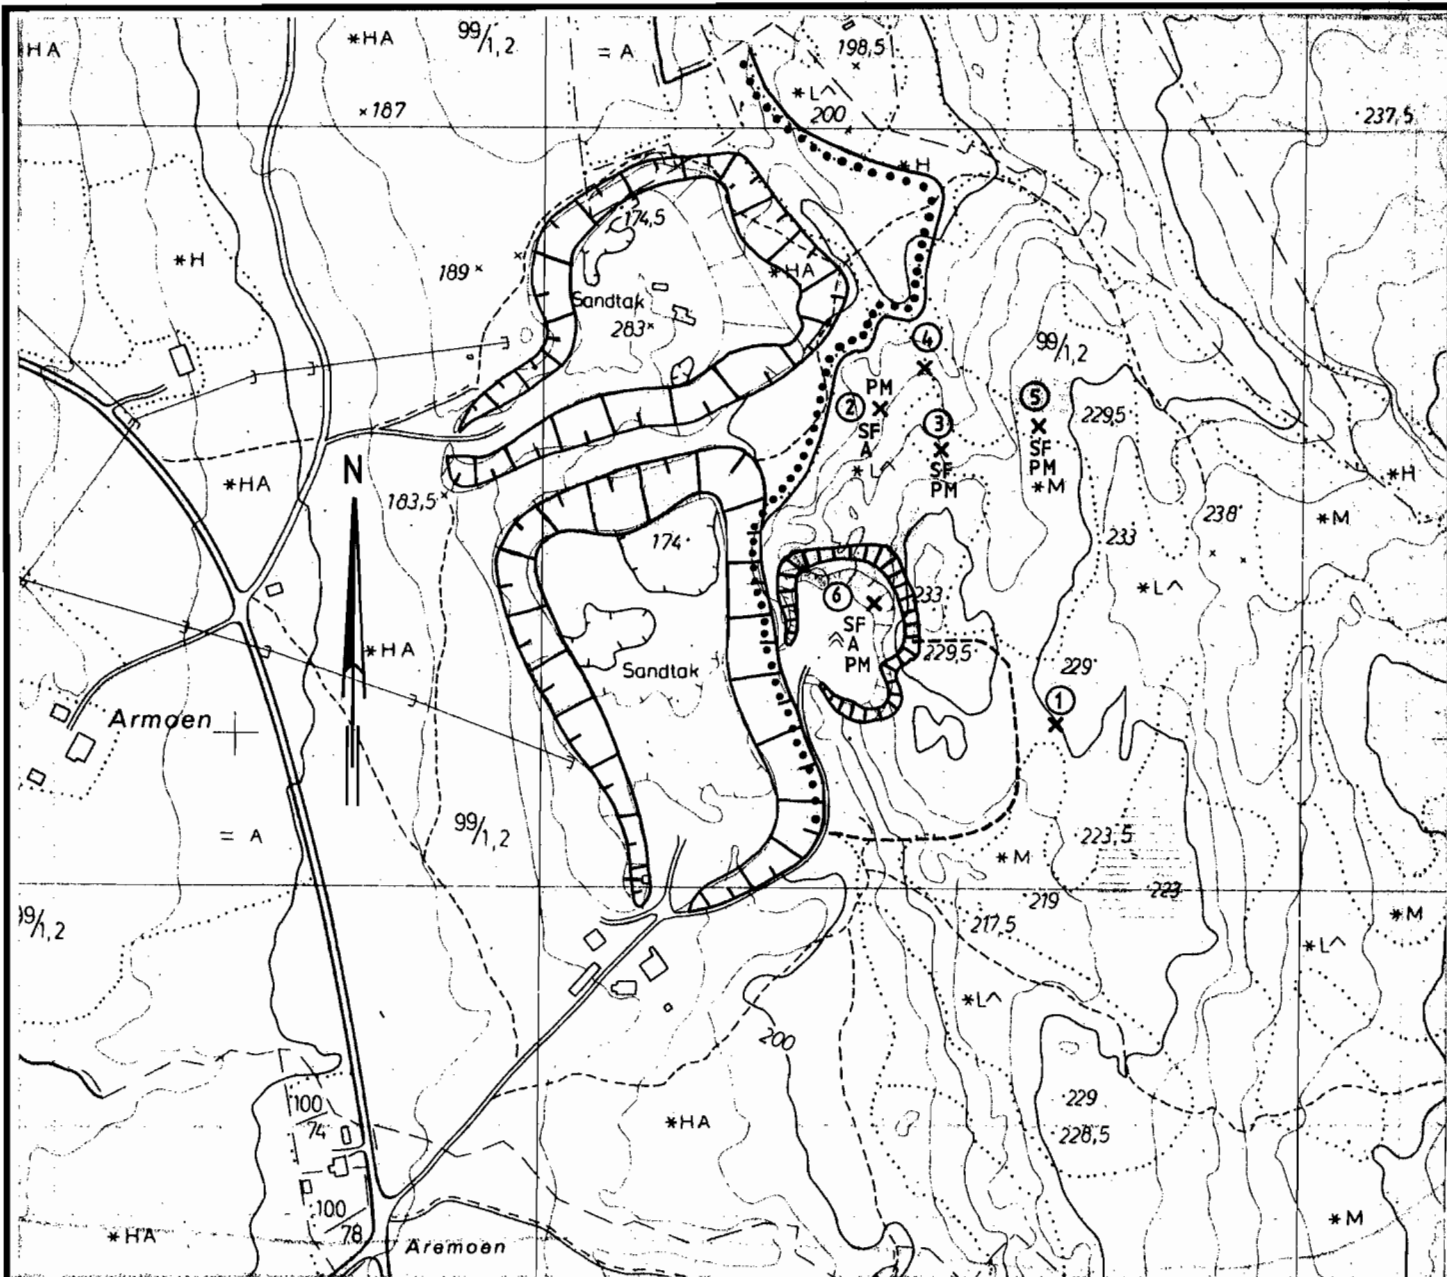 HA
*HA
99/1,2
= A
198,5
*L^
200
×187
237,5
*H
*H
174,5
189×
*HA
Sandtak
283×
④
99/1,2
PM
②
SF
A
*L^
③
SF
PM
⑤
SF
PM
*M
229,5
*HA
N
183,5
*H
238
*M
233
174
*L^
⑥
SF
A
PM
233
*HA
Sandtak
229,5
229
①
Armoen
= A
99/1,2
223,5
*M
219
223
217,5
*M
99/1,2
*L^
*L^
200
229
228,5
100
74
*HA
100
78
*HA
Aremoen
*M